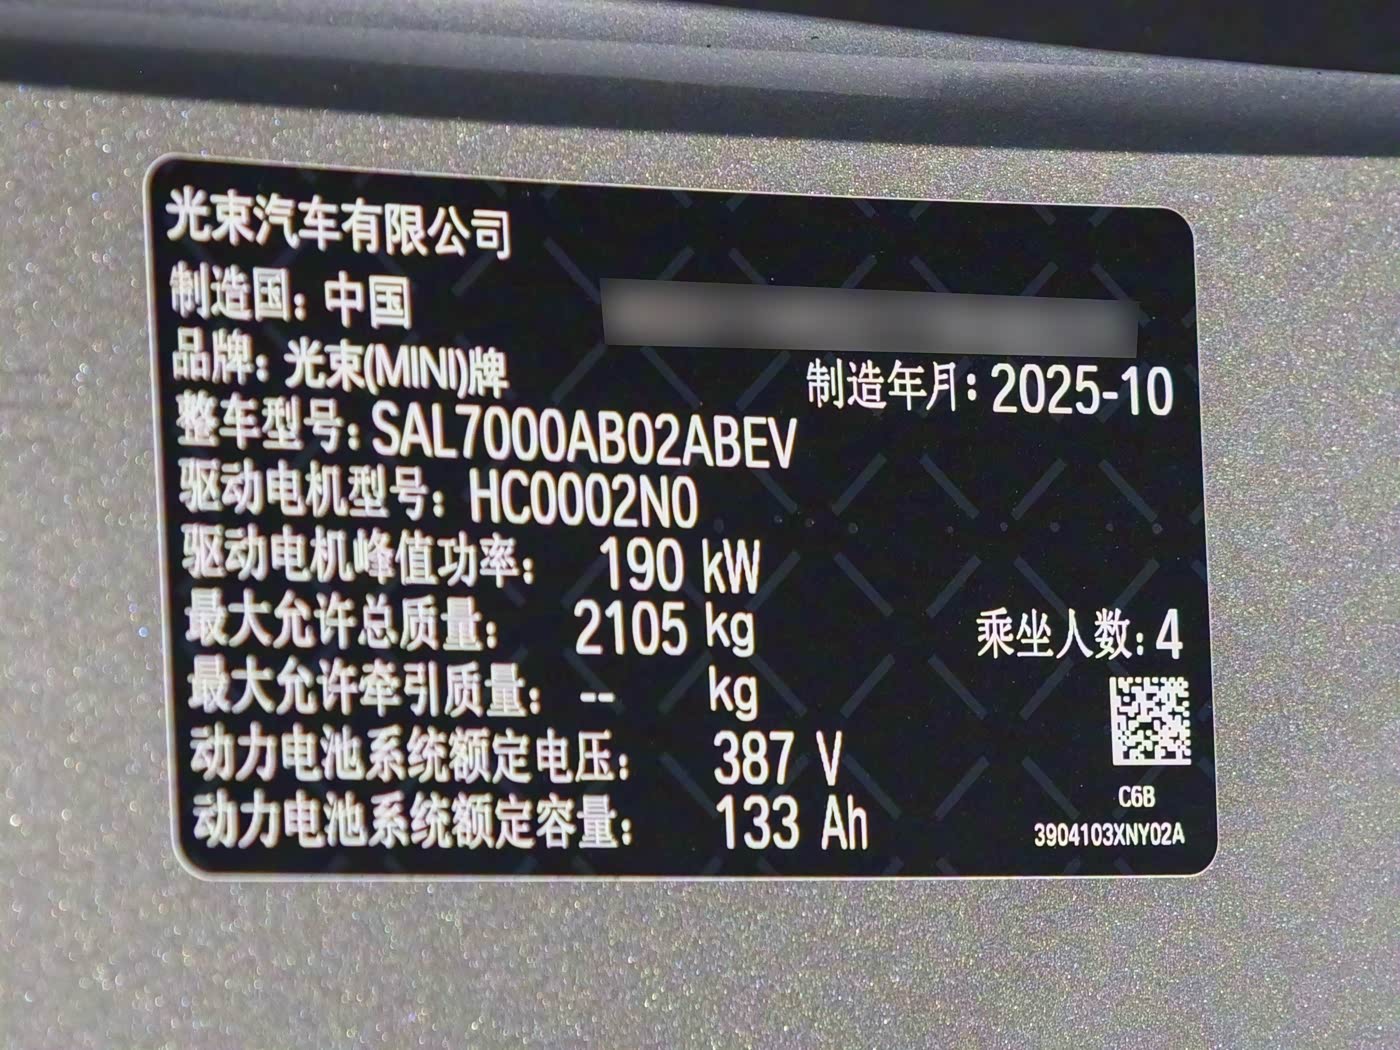 光束汽车有限公司
制造国：中国
品牌：光束(MINI)牌
制造年月：2025-10
整车型号：SAL7000AB02ABEV
驱动电机型号：HC0002N0
驱动电机峰值功率： 190 kW
最大允许总质量： 2105 kg
乘坐人数：4
最大允许牵引质量： -- kg
动力电池系统额定电压： 387 V
动力电池系统额定容量： 133 Ah
C6B
3904103XNY02A